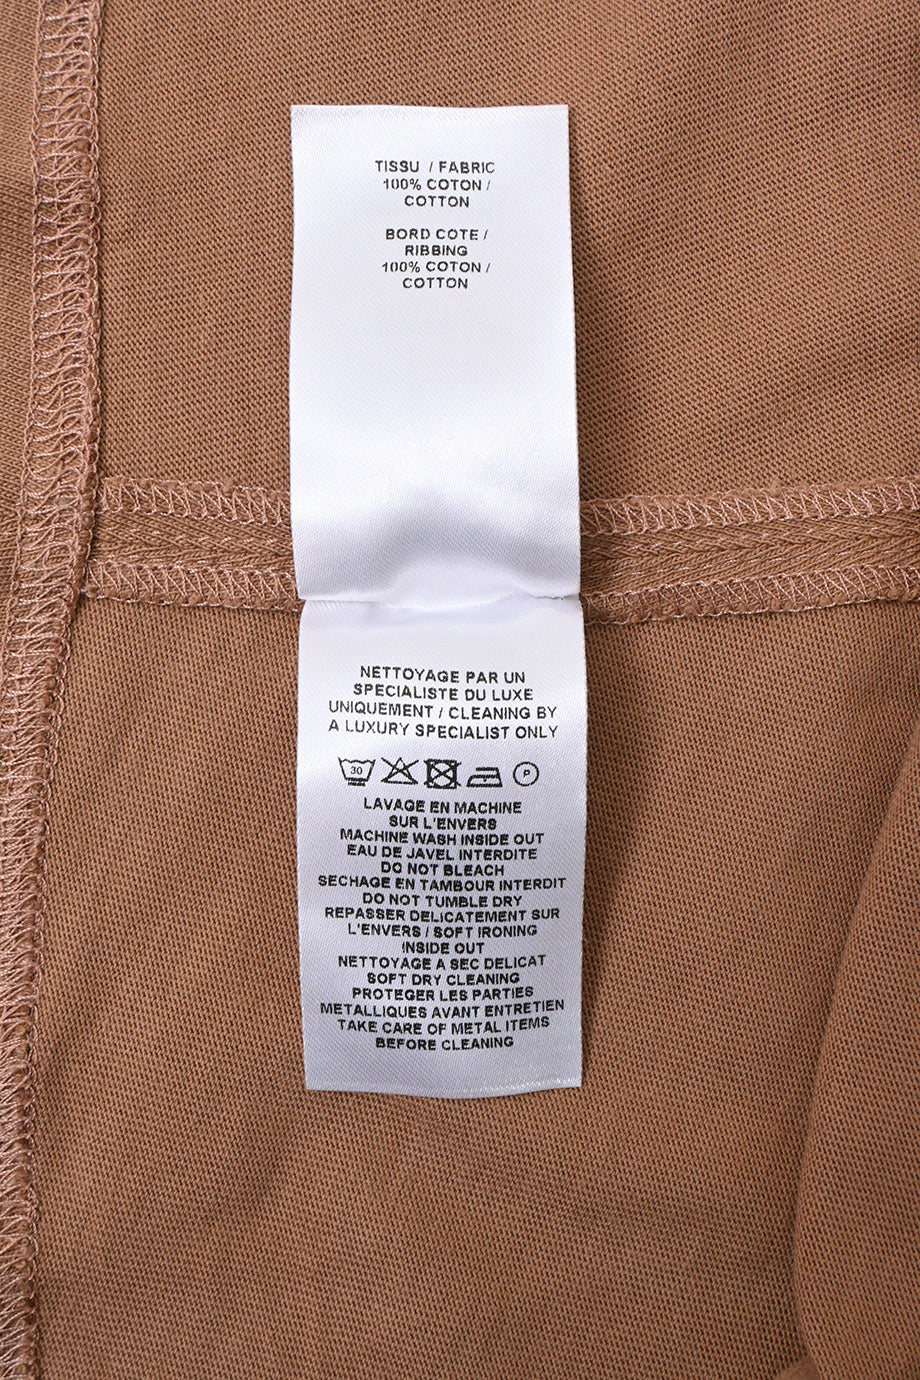 TISSU / FABRIC
100% COTON /
COTTON
BORD COTE /
RIBBING
100% COTON /
COTTON
NETTOYAGE PAR UN
SPECIALISTE DU LUXE
UNIQUEMENT / CLEANING BY
A LUXURY SPECIALIST ONLY
30 P
LAVAGE EN MACHINE
SUR L'ENVERS
MACHINE WASH INSIDE OUT
EAU DE JAVEL INTERDITE
DO NOT BLEACH
SECHAGE EN TAMBOUR INTERDIT
DO NOT TUMBLE DRY
REPASSER DELICATEMENT SUR
L'ENVERS / SOFT IRONING
INSIDE OUT
NETTOYAGE A SEC DELICAT
SOFT DRY CLEANING
PROTEGER LES PARTIES
METALLIQUES AVANT ENTRETIEN
TAKE CARE OF METAL ITEMS
BEFORE CLEANING